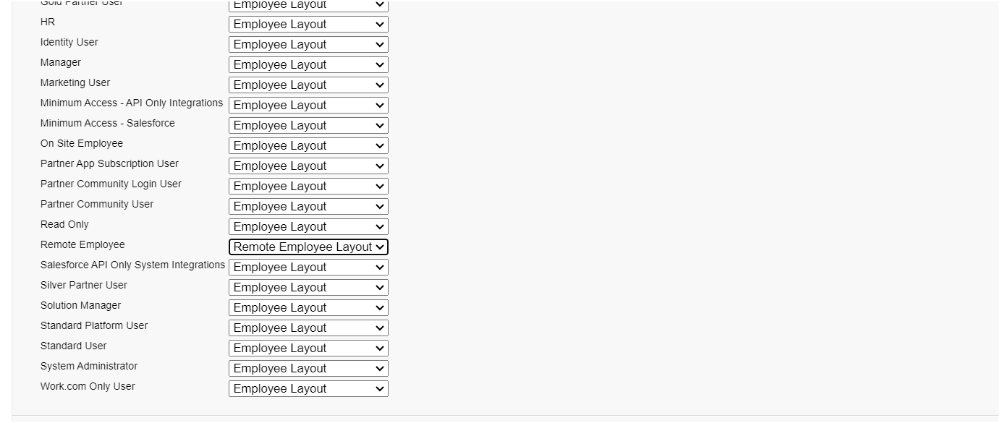 Gold Partner User Employee Layout
HR Employee Layout
Identity User Employee Layout
Manager Employee Layout
Marketing User Employee Layout
Minimum Access - API Only Integrations Employee Layout
Minimum Access - Salesforce Employee Layout
On Site Employee Employee Layout
Partner App Subscription User Employee Layout
Partner Community Login User Employee Layout
Partner Community User Employee Layout
Read Only Employee Layout
Remote Employee Remote Employee Layout
Salesforce API Only System Integrations Employee Layout
Silver Partner User Employee Layout
Solution Manager Employee Layout
Standard Platform User Employee Layout
Standard User Employee Layout
System Administrator Employee Layout
Work.com Only User Employee Layout